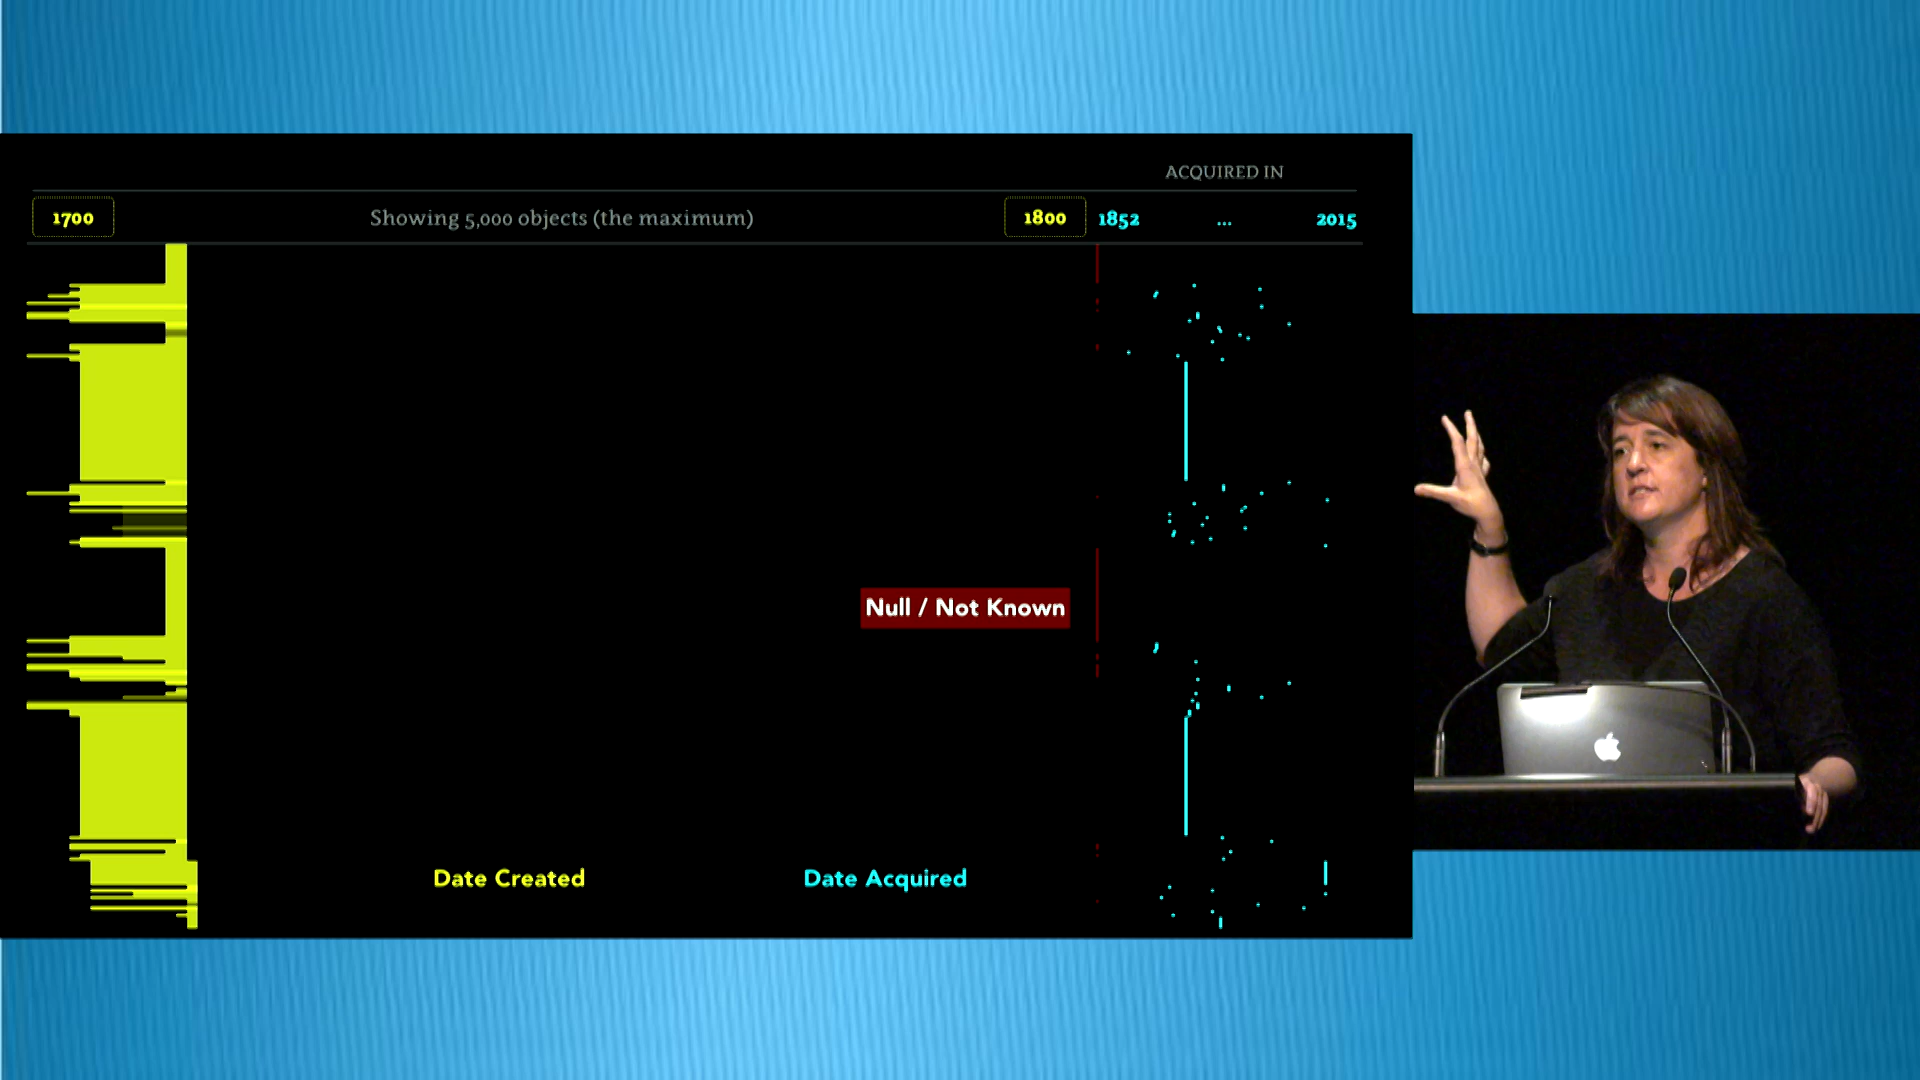 ACQUIRED IN
1700
Showing 5,000 objects (the maximum)
1800
1852
...
2015
Null / Not Known
Date Created
Date Acquired